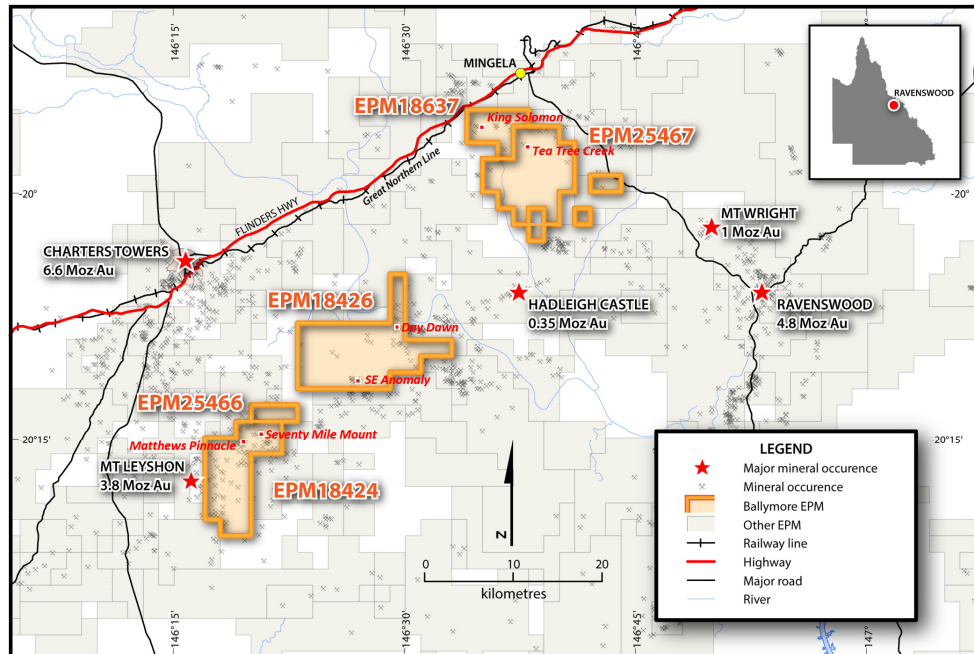 146°15'
146°30'
146°45'
MINGELA
RAVENSWOOD
EPM18637
King Solomon
EPM25467
Tea Tree Creek
-20°
-20°
Great Northern Line
FLINDERS HWY
MT WRIGHT
1 Moz Au
CHARTERS TOWERS
6.6 Moz Au
EPM18426
HADLEIGH CASTLE
0.35 Moz Au
RAVENSWOOD
4.8 Moz Au
Day Dawn
SE Anomaly
EPM25466
20°15'
20°15'
Seventy Mile Mount
Matthews Pinnacle
MT LEYSHON
3.8 Moz Au
EPM18424
N
0 10 20
kilometres
LEGEND
Major mineral occurence
Mineral occurence
Ballymore EPM
Other EPM
Railway line
Highway
Major road
River
146°15'
146°30'
146°45'
147°